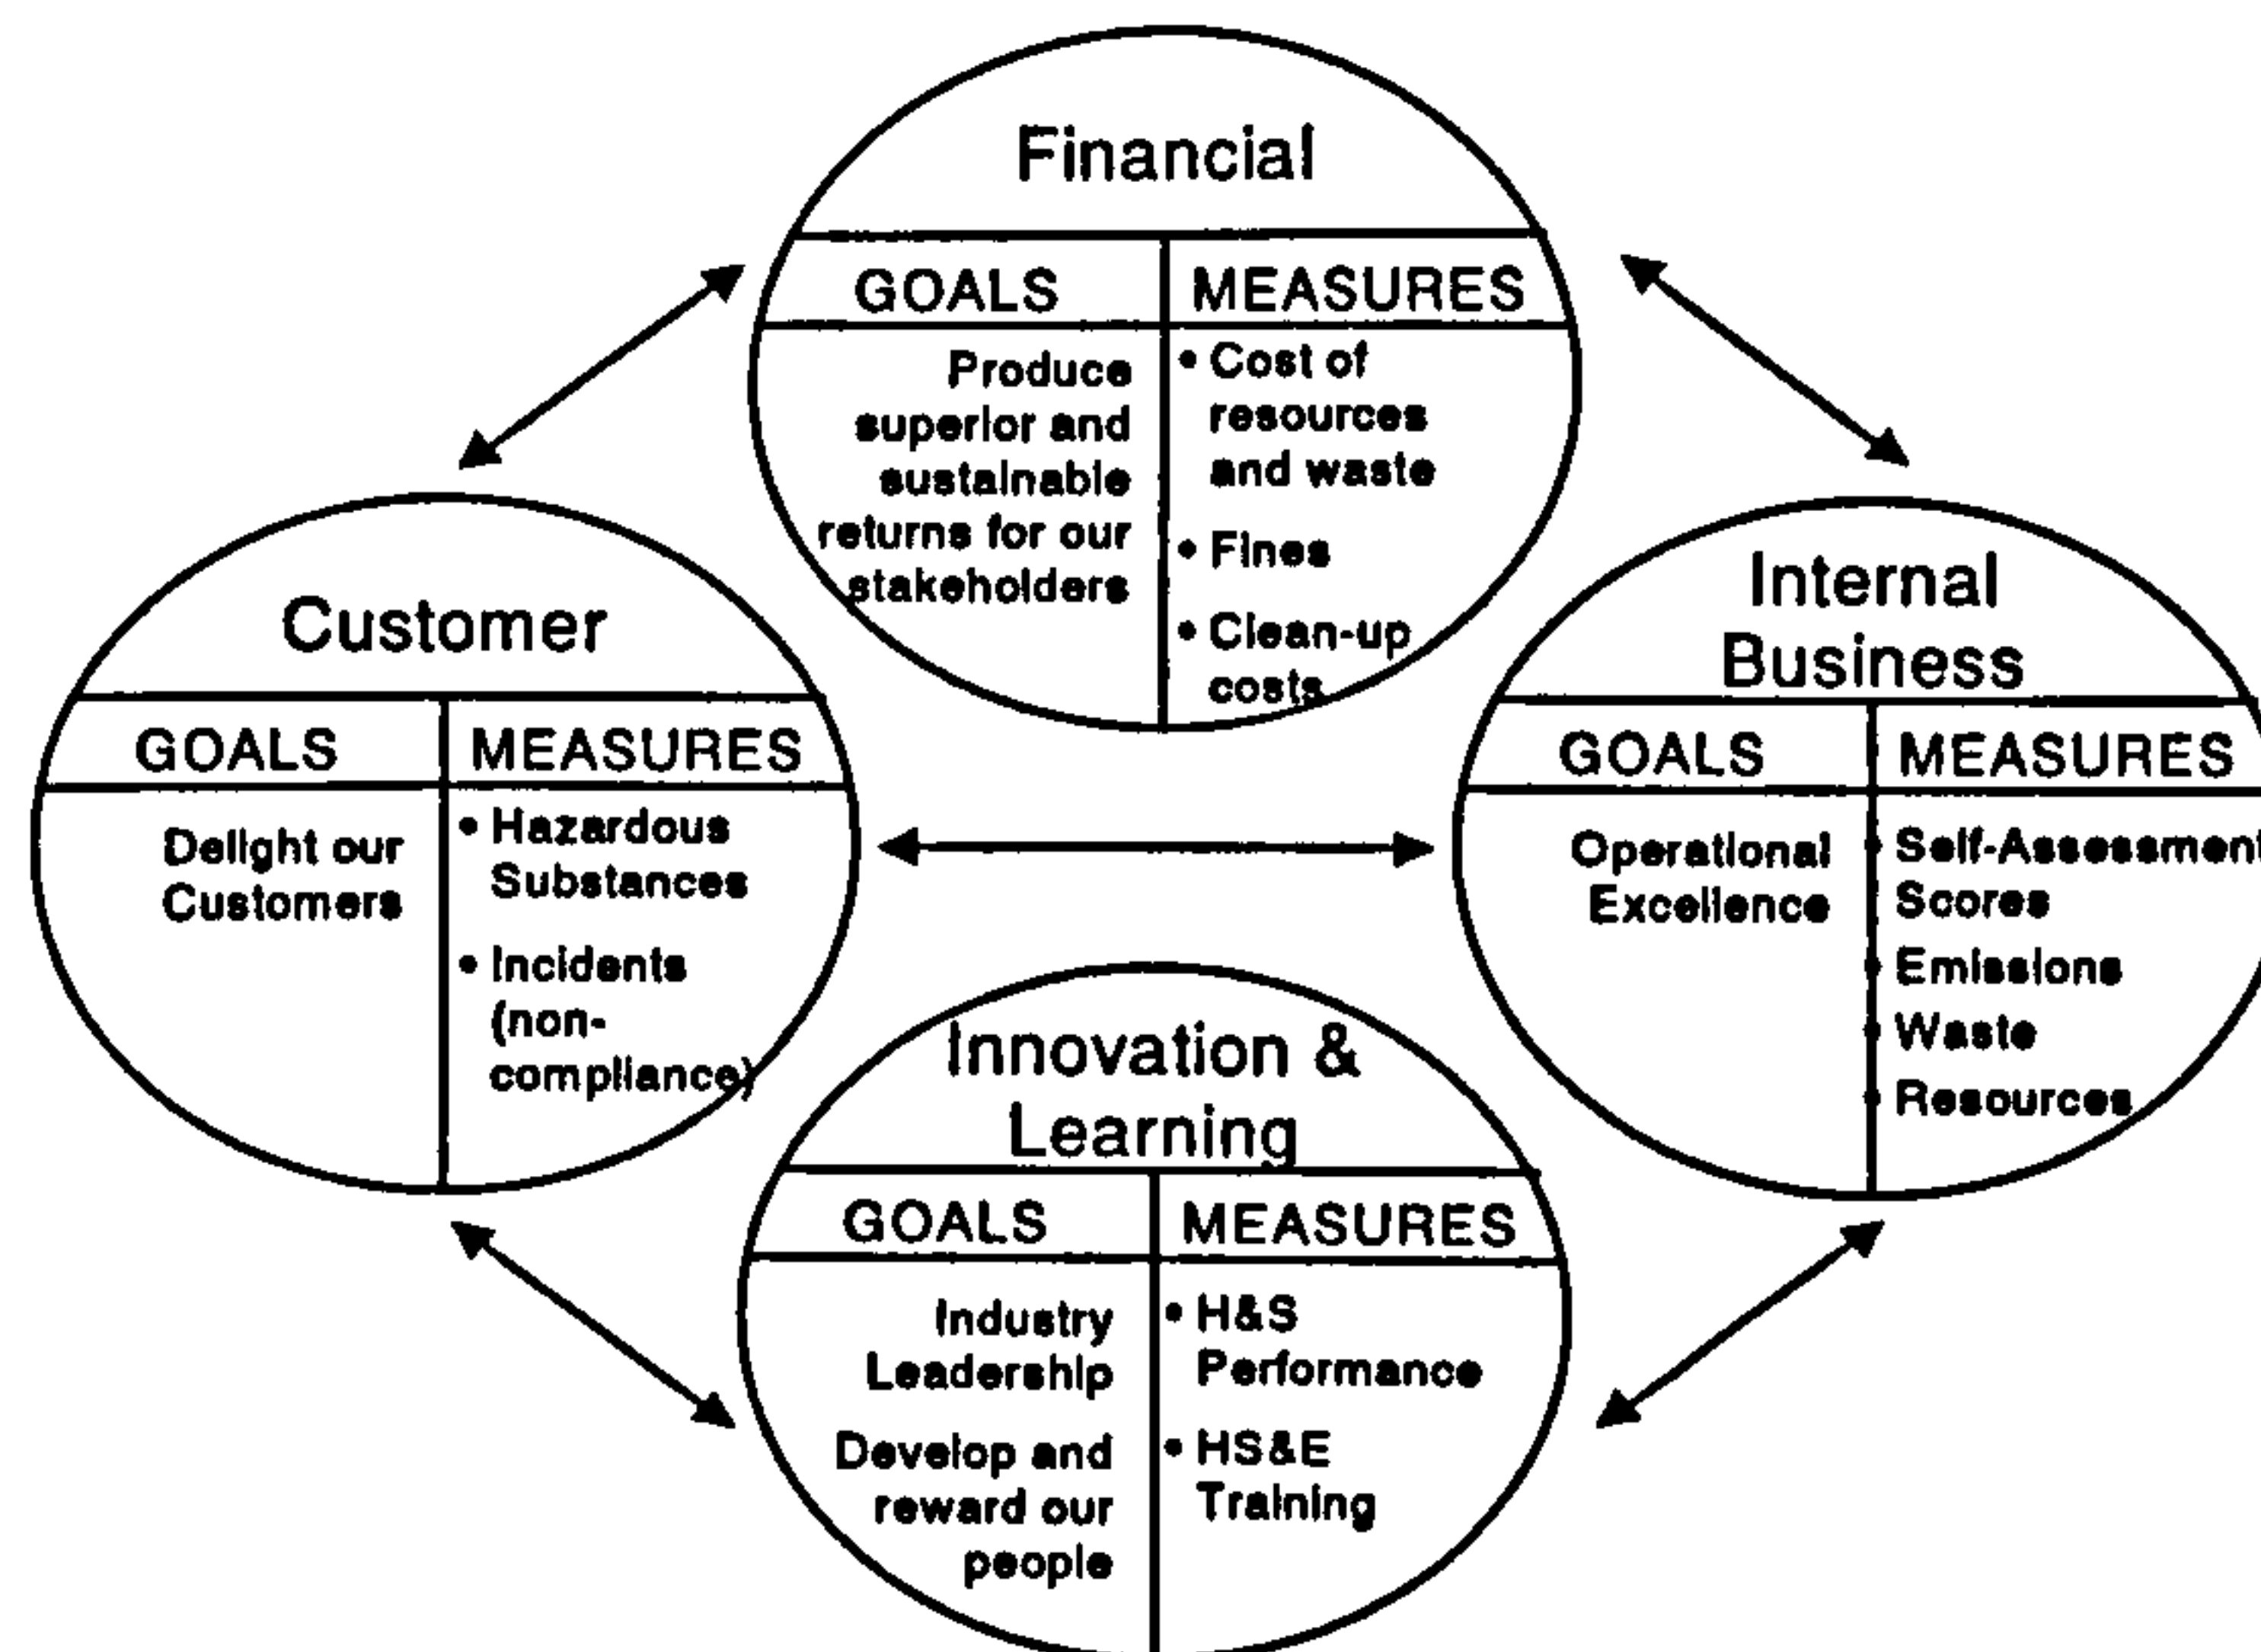 Financial
GOALS
MEASURES
Produce
superior and
sustainable
returns for our
stakeholders
• Cost of
resources
and waste
• Fines
• Clean-up
costs
Customer
GOALS
MEASURES
Delight our
Customers
• Hazardous
Substances
• Incidents
(non-
compliance)
Internal
Business
GOALS
MEASURES
Operational
Excellence
• Self-Assessment
Scores
• Emissions
• Waste
• Resources
Innovation &
Learning
GOALS
MEASURES
Industry
Leadership
Develop and
reward our
people
• H&S
Performance
• HS&E
Training